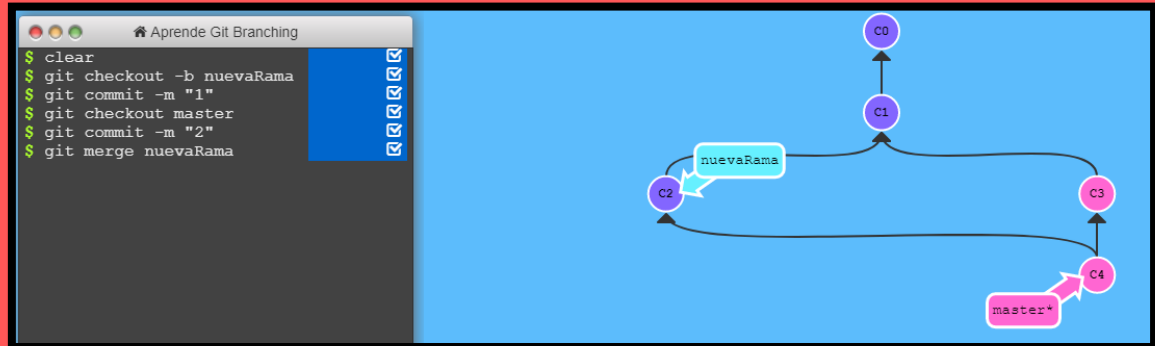 Aprende Git Branching
$ clear
$ git checkout -b nuevaRama
$ git commit -m "1"
$ git checkout master
$ git commit -m "2"
$ git merge nuevaRama
C0
C1
nuevaRama
C2
C3
C4
master*